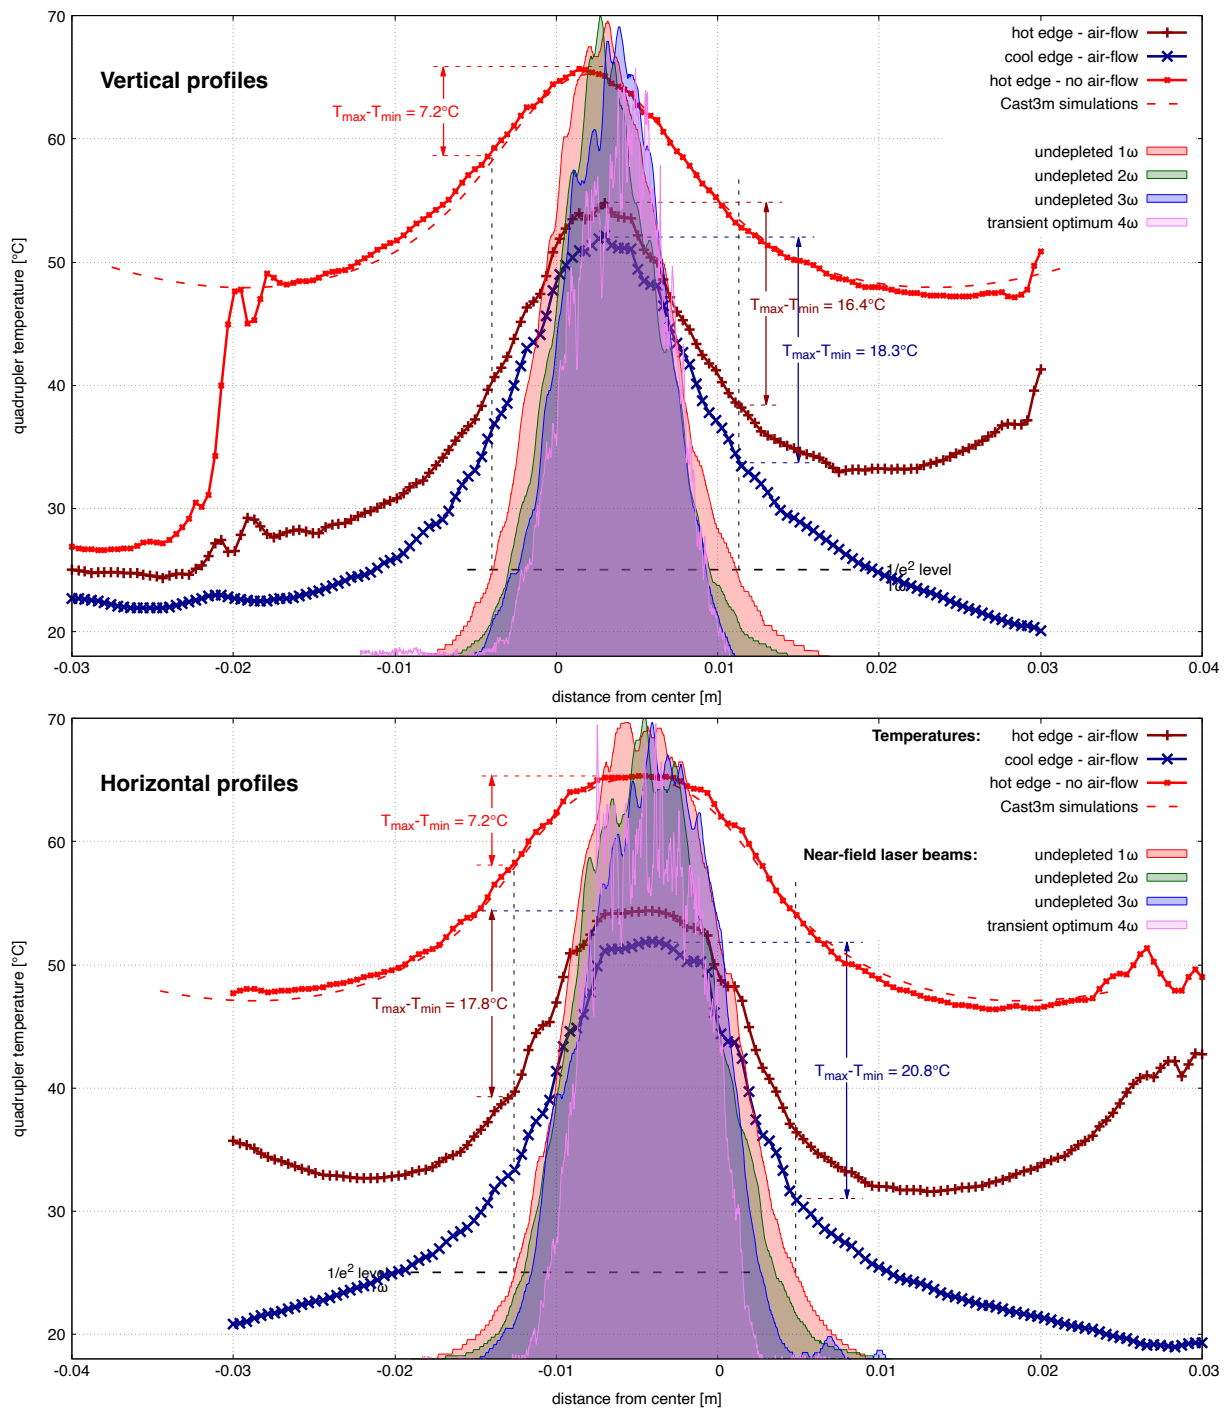 70
60
50
40
30
20
quadrupler temperature [°C]
Vertical profiles
hot edge - air-flow
cool edge - air-flow
hot edge - no air-flow
Cast3m simulations
undepleted 1ω
undepleted 2ω
undepleted 3ω
transient optimum 4ω
Tmax-Tmin = 7.2°C
Tmax-Tmin = 16.4°C
Tmax-Tmin = 18.3°C
1/e² level
1ω
-0.03 -0.02 -0.01 0 0.01 0.02 0.03 0.04
distance from center [m]
70
60
50
40
30
20
quadrupler temperature [°C]
Horizontal profiles
Temperatures: hot edge - air-flow
cool edge - air-flow
hot edge - no air-flow
Cast3m simulations
Near-field laser beams: undepleted 1ω
undepleted 2ω
undepleted 3ω
transient optimum 4ω
Tmax-Tmin = 7.2°C
Tmax-Tmin = 17.8°C
Tmax-Tmin = 20.8°C
1/e² level
1ω
-0.04 -0.03 -0.02 -0.01 0 0.01 0.02 0.03
distance from center [m]